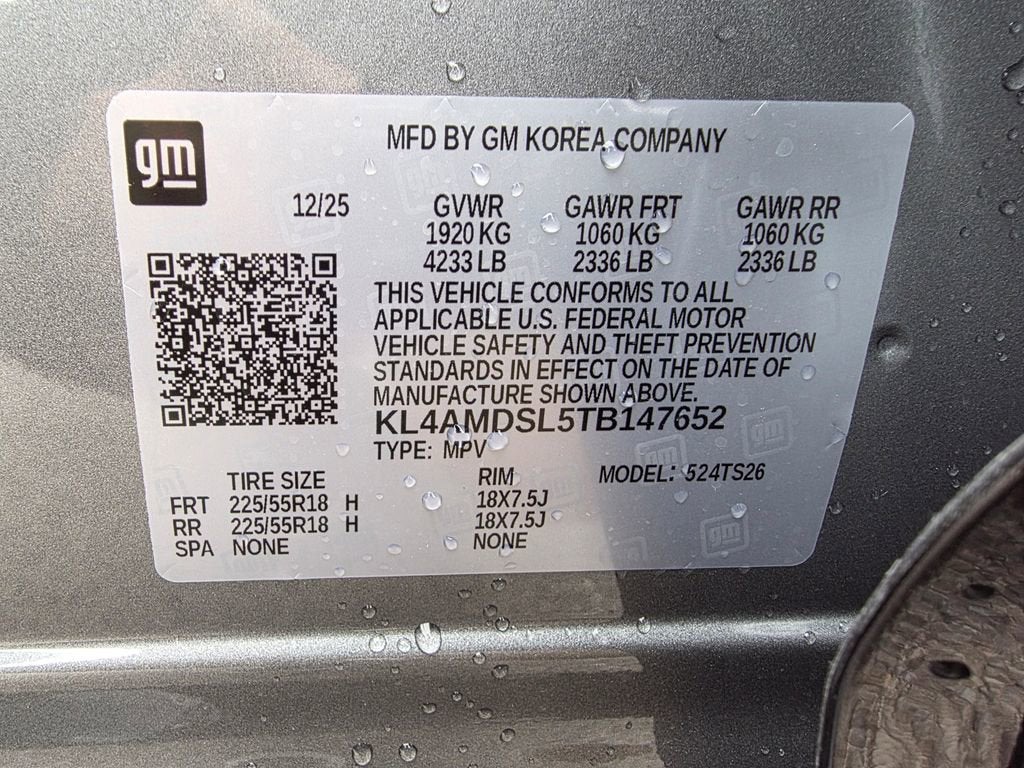 gm
MFD BY GM KOREA COMPANY
12/25 GVWR GAWR FRT GAWR RR
1920 KG 1060 KG 1060 KG
4233 LB 2336 LB 2336 LB
THIS VEHICLE CONFORMS TO ALL
APPLICABLE U.S. FEDERAL MOTOR
VEHICLE SAFETY AND THEFT PREVENTION
STANDARDS IN EFFECT ON THE DATE OF
MANUFACTURE SHOWN ABOVE.
KL4AMDSL5TB147652
TYPE: MPV
TIRE SIZE RIM MODEL: 524TS26
FRT 225/55R18 H 18X7.5J
RR 225/55R18 H 18X7.5J
SPA NONE NONE